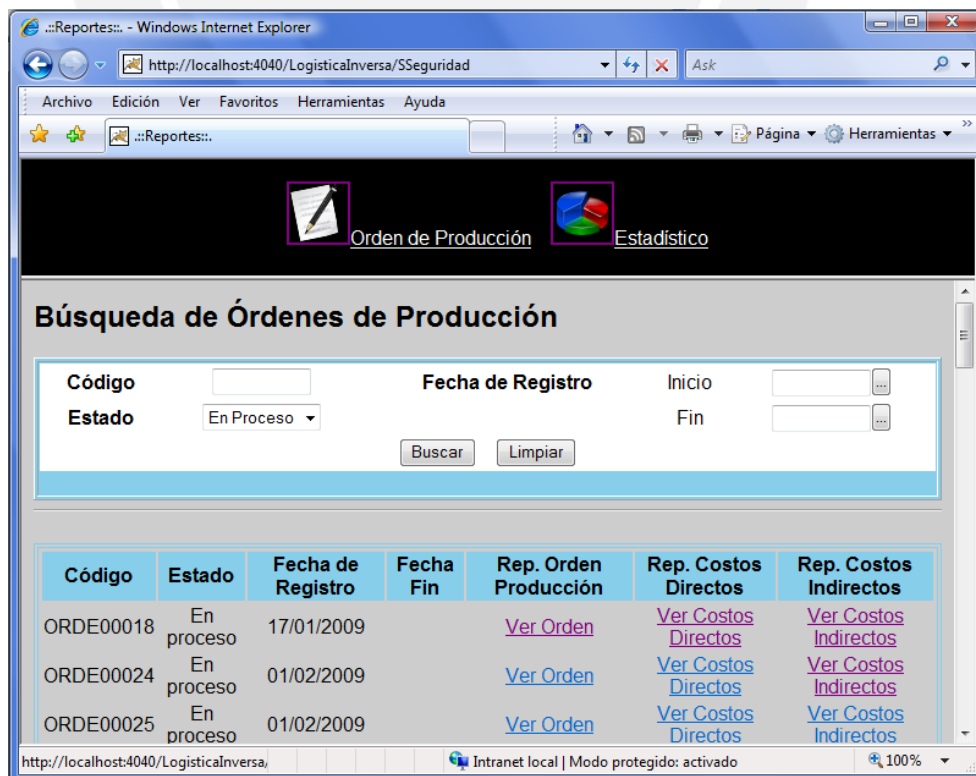 .::Reportes::. - Windows Internet Explorer
http://localhost:4040/LogisticaInversa/SSeguridad Ask
Archivo Edición Ver Favoritos Herramientas Ayuda
.::Reportes::. Página Herramientas »
Orden de Producción Estadístico
Búsqueda de Órdenes de Producción
Código Fecha de Registro Inicio ...
Estado En Proceso Fin ...
Buscar Limpiar
Código Estado Fecha de Registro Fecha Fin Rep. Orden Producción Rep. Costos Directos Rep. Costos Indirectos
ORDE00018 En proceso 17/01/2009 Ver Orden Ver Costos Directos Ver Costos Indirectos
ORDE00024 En proceso 01/02/2009 Ver Orden Ver Costos Directos Ver Costos Indirectos
ORDE00025 En proceso 01/02/2009 Ver Orden Ver Costos Directos Ver Costos Indirectos
http://localhost:4040/LogisticaInversa/ Intranet local | Modo protegido: activado 100%